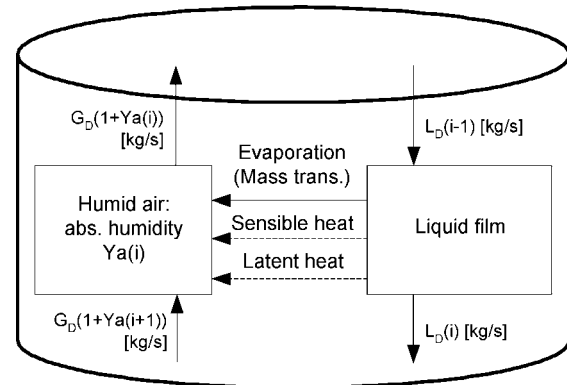 G_D(1+Ya(i))
[kg/s]
L_D(i-1) [kg/s]
Evaporation
(Mass trans.)
Humid air:
abs. humidity
Ya(i)
Sensible heat
Liquid film
Latent heat
G_D(1+Ya(i+1))
[kg/s]
L_D(i) [kg/s]